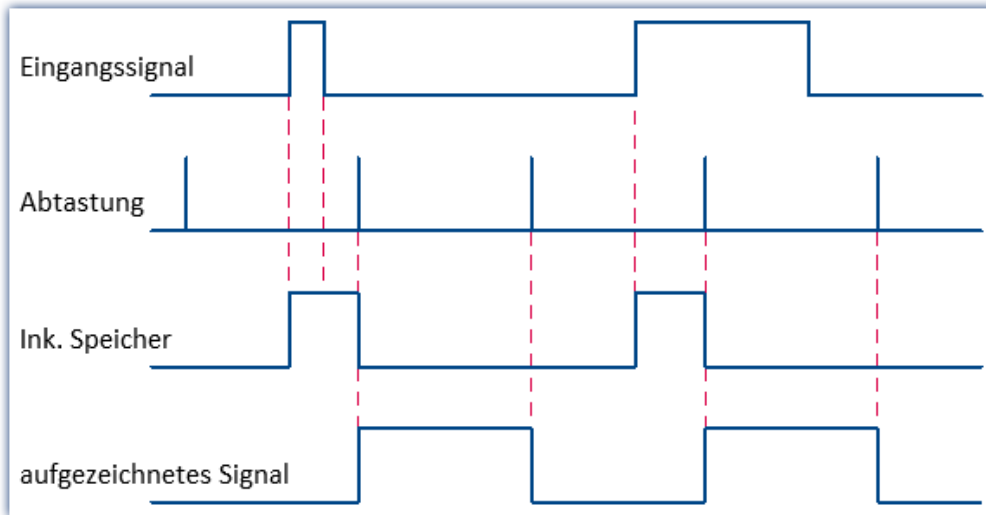 Eingangssignal
Abtastung
Ink. Speicher
aufgezeichnetes Signal